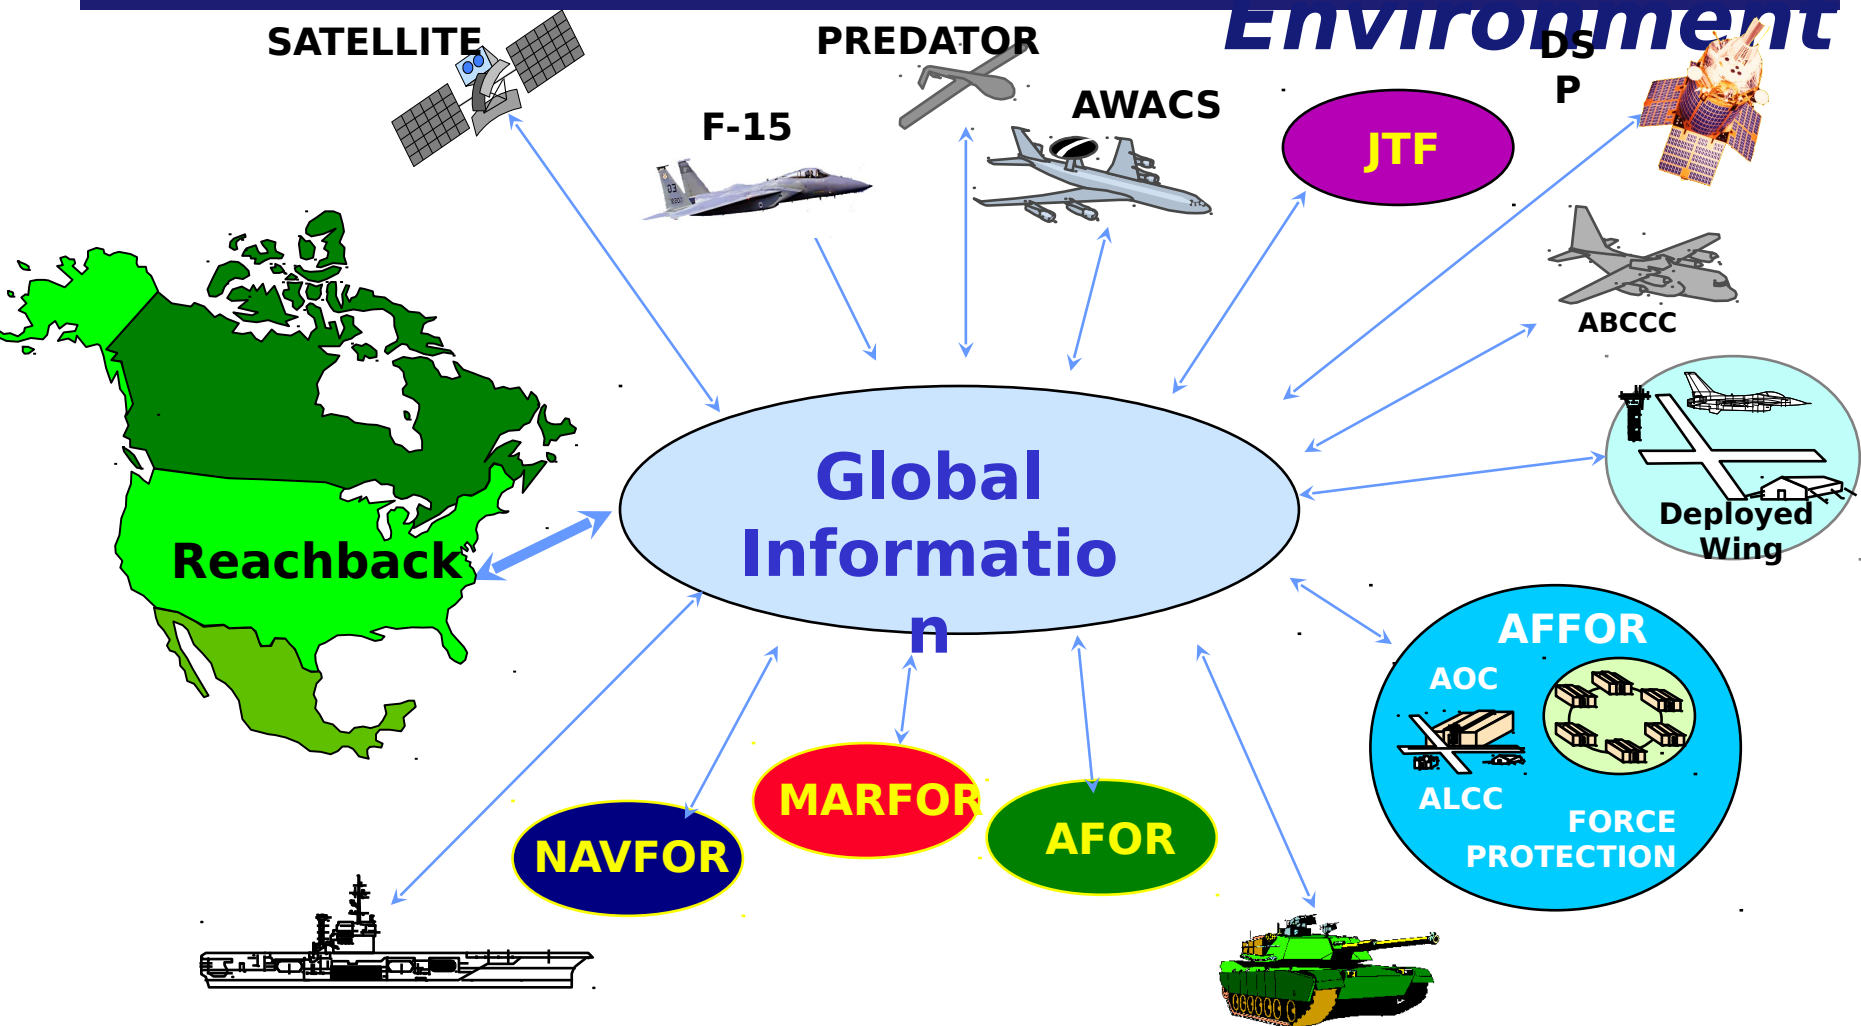 Environment
SATELLITE
PREDATOR
DS
P
AWACS
F-15
JTF
ABCCC
Global
Informatio
n
Deployed
Wing
Reachback
AFFOR
AOC
ALCC
FORCE
PROTECTION
MARFOR
AFOR
NAVFOR